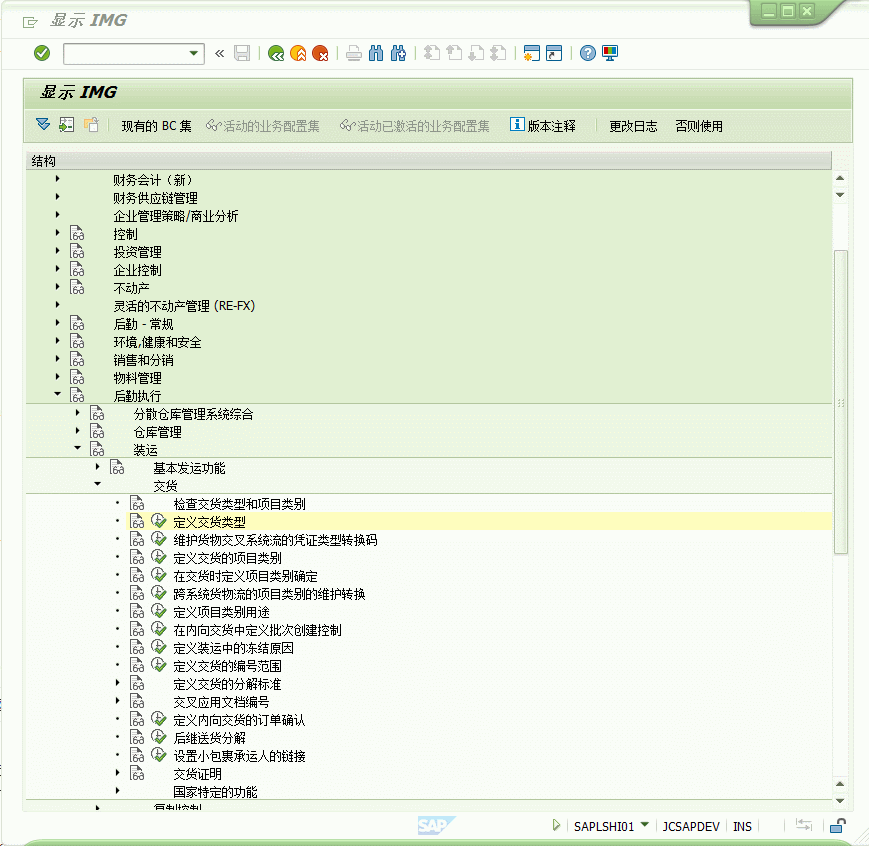 显示 IMG
显示 IMG
现有的 BC 集 活动的业务配置集 活动已激活的业务配置集 版本注释 更改日志 否则使用
结构
财务会计（新）
财务供应链管理
企业管理策略/商业分析
控制
投资管理
企业控制
不动产
灵活的不动产管理 (RE-FX)
后勤 - 常规
环境,健康和安全
销售和分销
物料管理
后勤执行
分散仓库管理系统综合
仓库管理
装运
基本发运功能
交货
检查交货类型和项目类别
定义交货类型
维护货物交叉系统流的凭证类型转换码
定义交货的项目类别
在交货时定义项目类别确定
跨系统货物流的项目类别的维护转换
定义项目类别用途
在内向交货中定义批次创建控制
定义装运中的冻结原因
定义交货的编号范围
定义交货的分解标准
交叉应用文档编号
定义内向交货的订单确认
后继送货分解
设置小包裹承运人的链接
交货证明
国家特定的功能
复制控制
SAP SAPLSHI01 JCSAPDEV INS